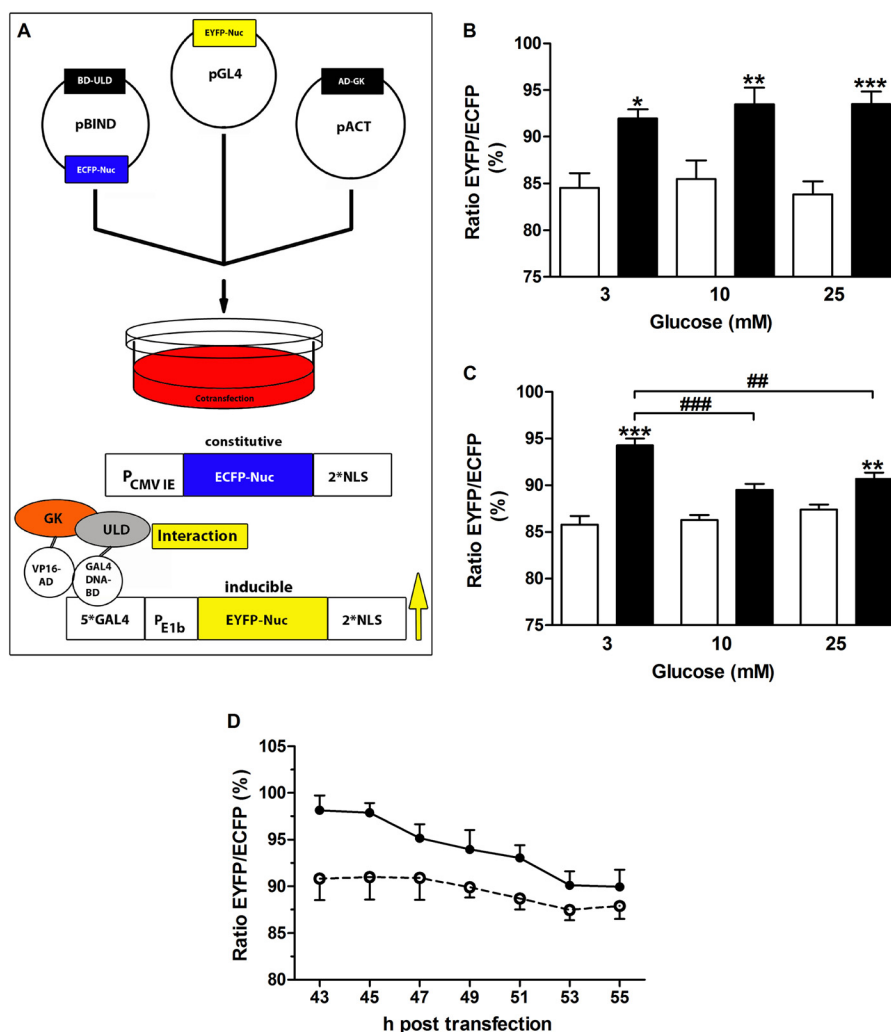 A
EYFP-Nuc
pGL4
BD-ULD
pBIND
ECFP-Nuc
AD-GK
pACT
Cotransfection
constitutive
P CMV IE
ECFP-Nuc
2*NLS
GK
ULD
Interaction
VP16-
AD
GAL4
DNA-
BD
inducible
5*GAL4
P E1b
EYFP-Nuc
2*NLS
B
Ratio EYFP/ECFP
(%)
100
95
90
85
80
75
*
**
***
3
10
25
Glucose (mM)
C
Ratio EYFP/ECFP
(%)
100
95
90
85
80
75
##
###
***
**
3
10
25
Glucose (mM)
D
Ratio EYFP/ECFP (%)
105
100
95
90
85
80
43 45 47 49 51 53 55
h post transfection